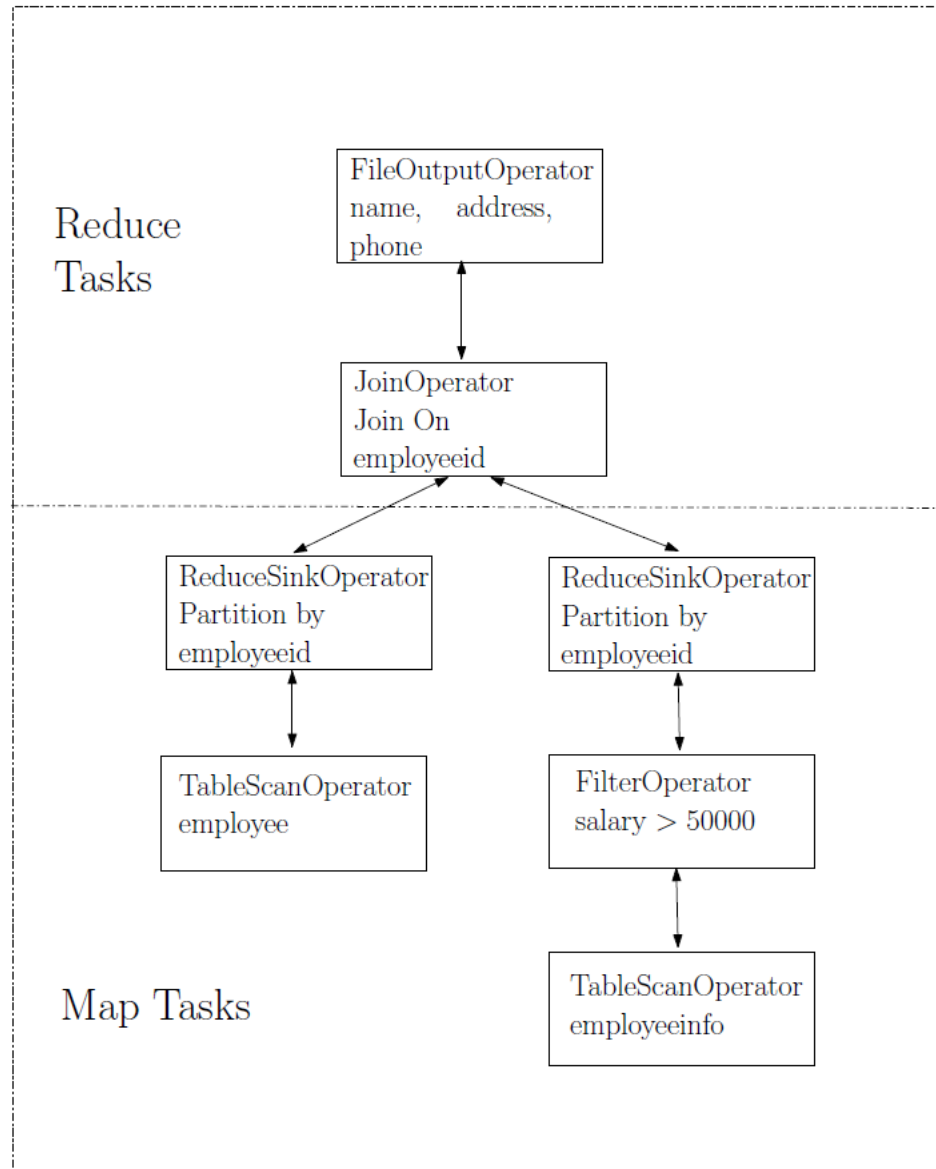 FileOutputOperator
name, address,
phone
Reduce
Tasks
JoinOperator
Join On
employeeid
ReduceSinkOperator
Partition by
employeeid
ReduceSinkOperator
Partition by
employeeid
TableScanOperator
employee
FilterOperator
salary > 50000
Map Tasks
TableScanOperator
employeeinfo